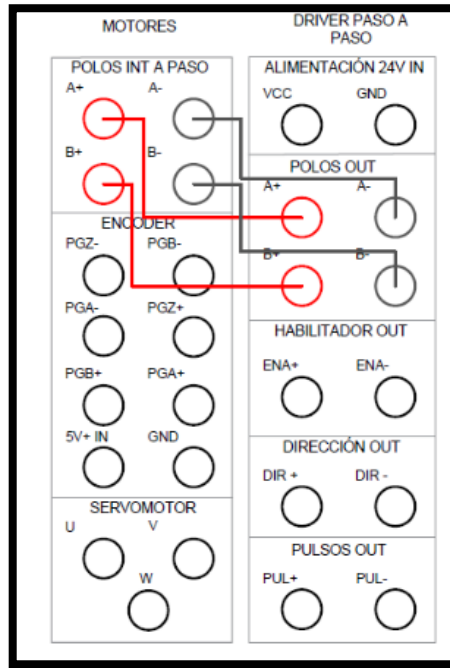 MOTORES
POLOS INT A PASO
A+ A-
B+ B-
ENCODER
PGZ- PGB-
PGA- PGZ+
PGB+ PGA+
5V+ IN GND
SERVOMOTOR
U V
W
DRIVER PASO A
PASO
ALIMENTACIÓN 24V IN
VCC GND
POLOS OUT
A+ A-
B+ B-
HABILITADOR OUT
ENA+ ENA-
DIRECCIÓN OUT
DIR + DIR -
PULSOS OUT
PUL+ PUL-